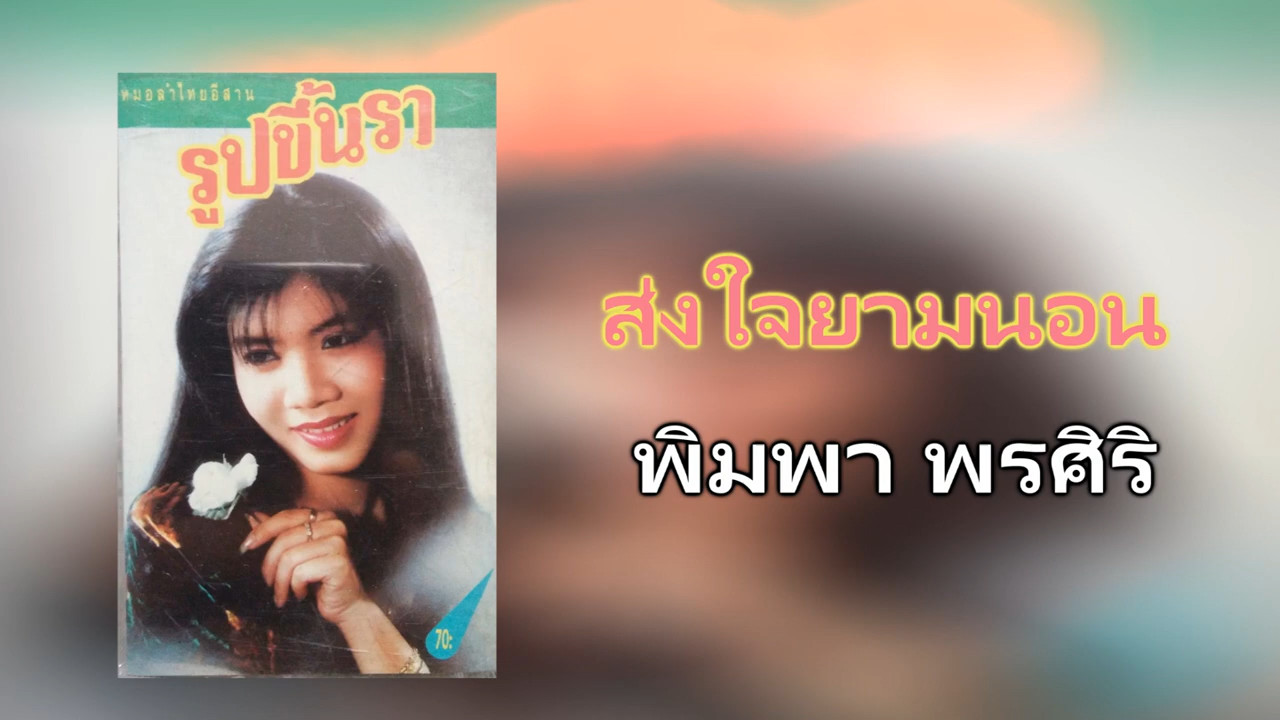 หมอลำไทยอีสาน
รูปขี้นรา
70.-
ส่งใจยามนอน
พิมพา พรศิริ